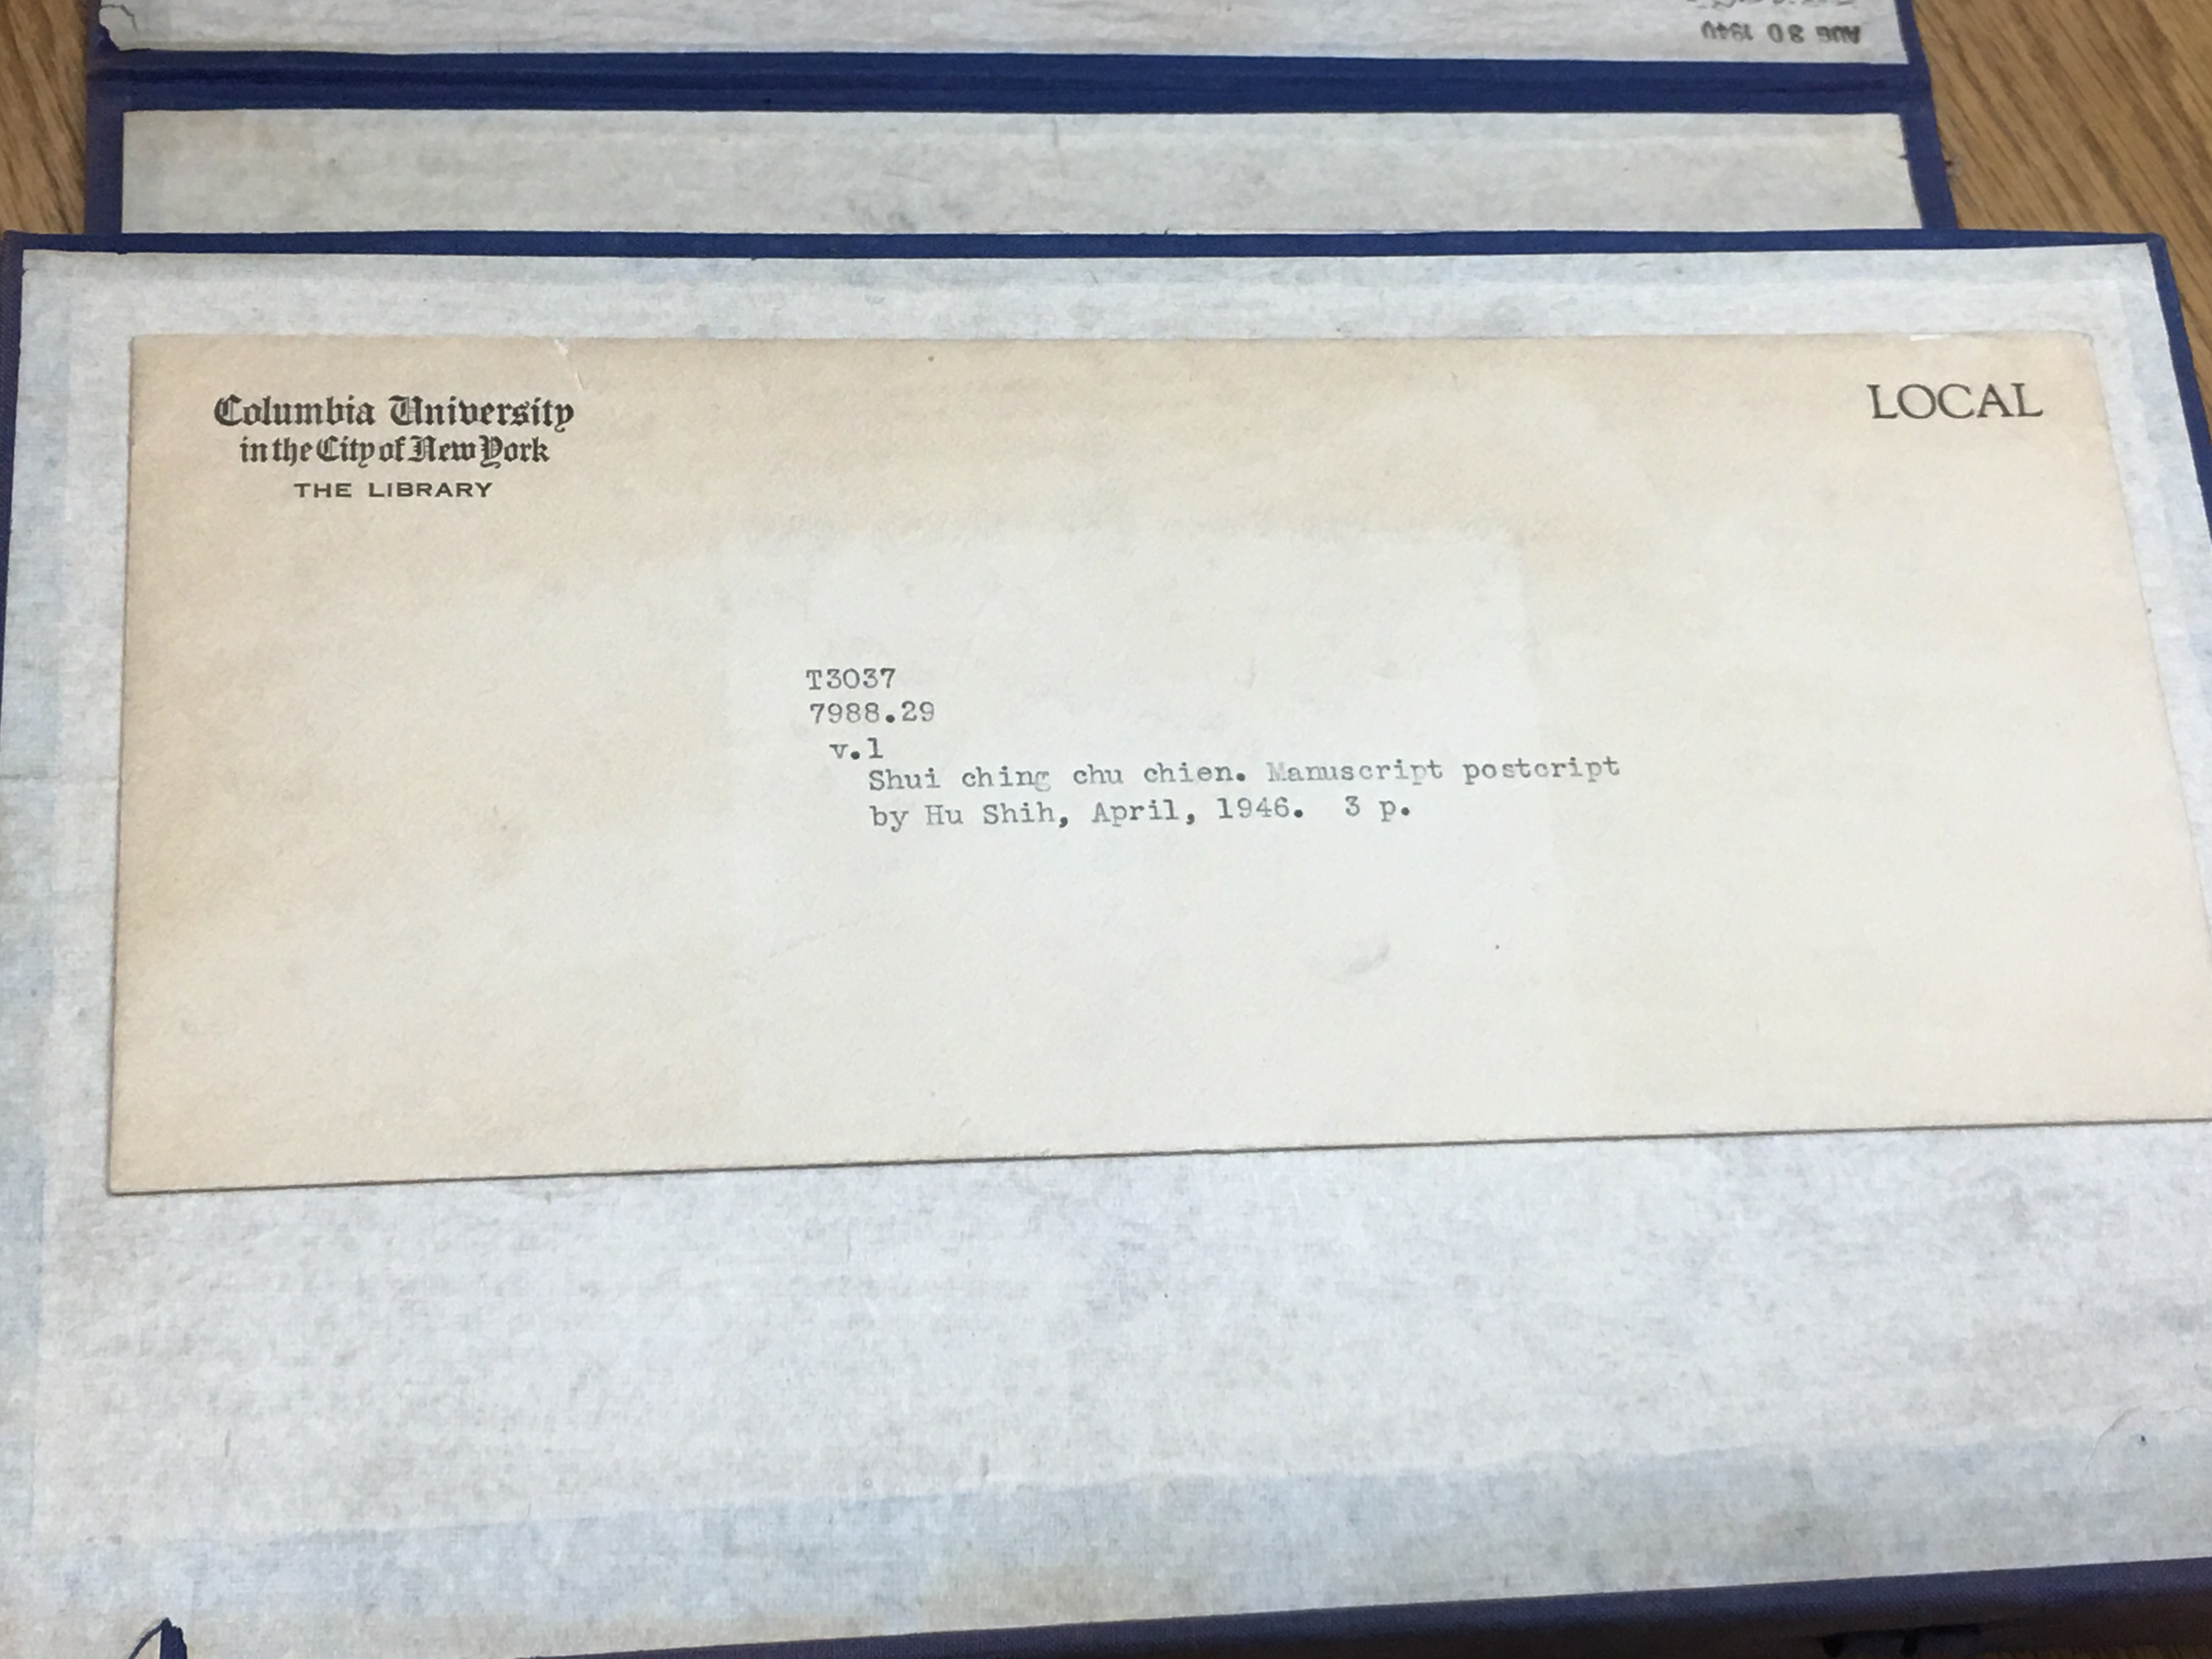 Columbia University
in the City of New York
THE LIBRARY
LOCAL
T3037
7988.29
v.1
Shui ching chu chien. Manuscript postcript
by Hu Shih, April, 1946. 3 p.
AUG 30 1940